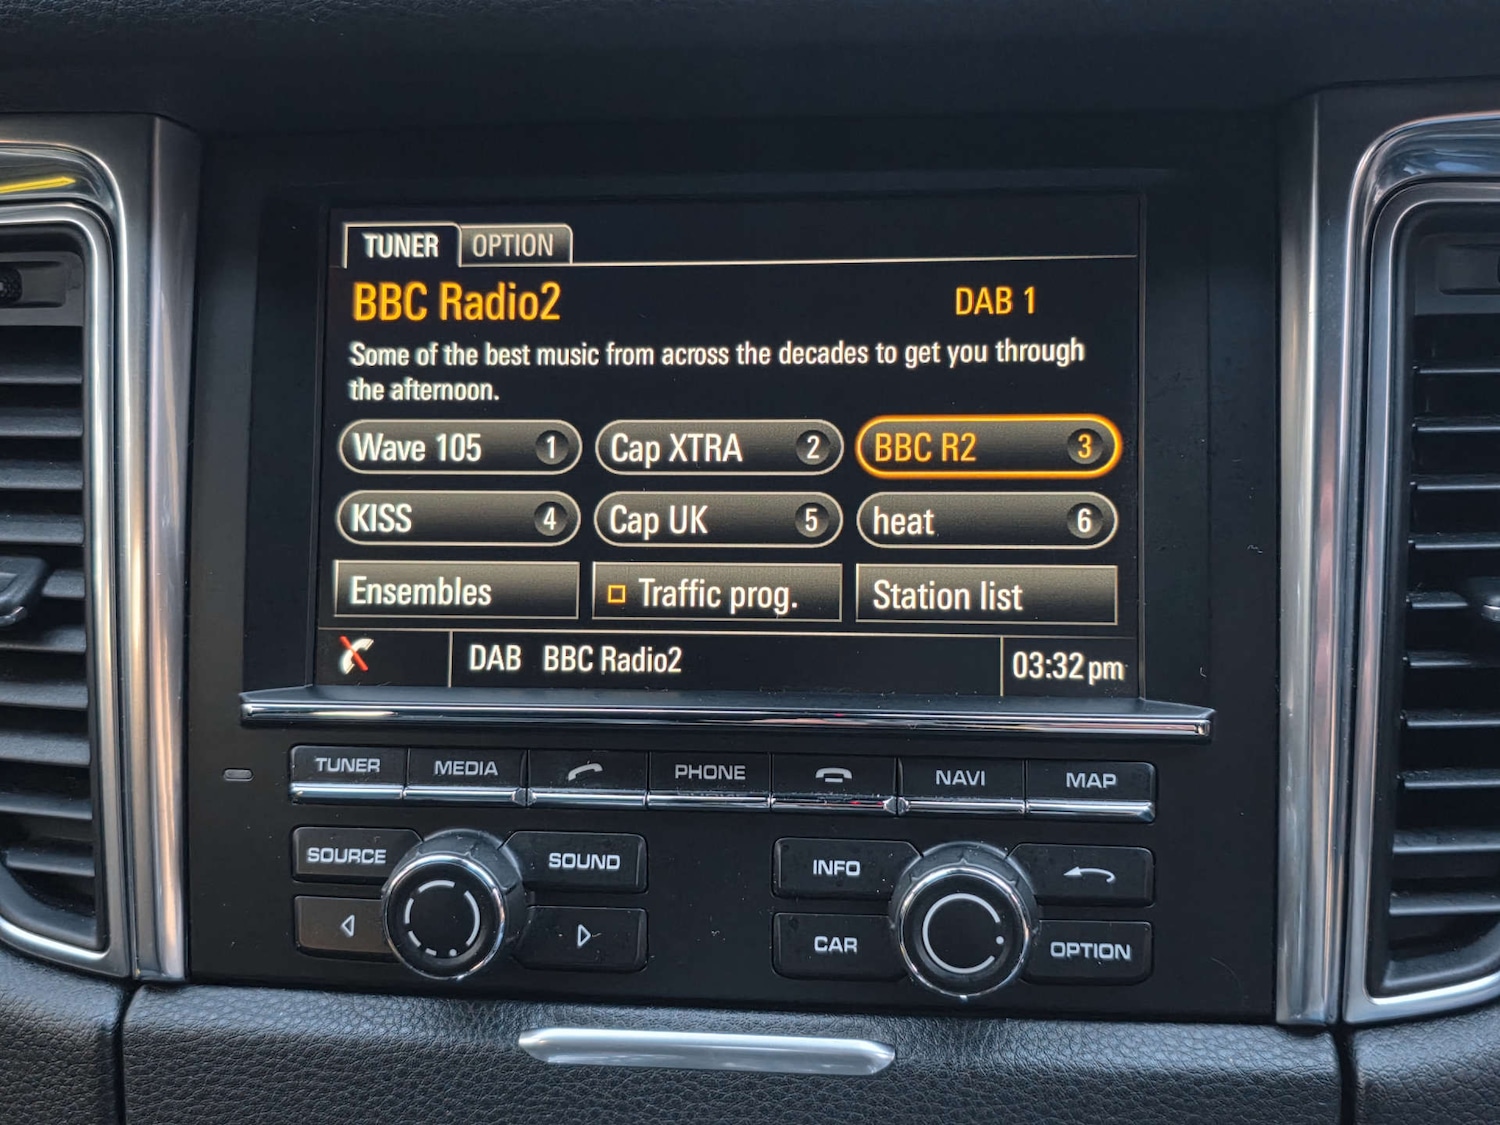 TUNER OPTION
BBC Radio2 DAB 1
Some of the best music from across the decades to get you through
the afternoon.
Wave 105 1 Cap XTRA 2 BBC R2 3
KISS 4 Cap UK 5 heat 6
Ensembles Traffic prog. Station list
DAB BBC Radio2 03:32 pm
TUNER MEDIA PHONE NAVI MAP
SOURCE SOUND INFO
CAR OPTION